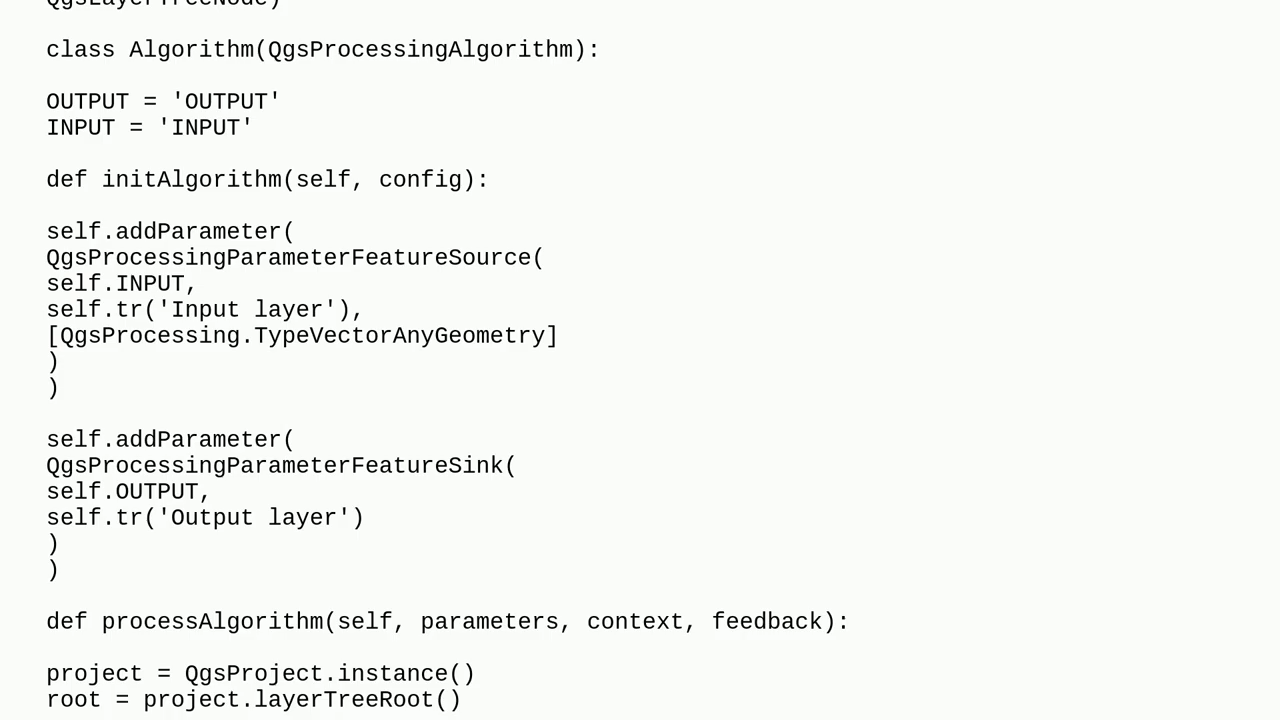 QgsLayerTreeNode)
class Algorithm(QgsProcessingAlgorithm):
OUTPUT = 'OUTPUT'
INPUT = 'INPUT'
def initAlgorithm(self, config):
self.addParameter(
QgsProcessingParameterFeatureSource(
self.INPUT,
self.tr('Input layer'),
[QgsProcessing.TypeVectorAnyGeometry]
)
)
self.addParameter(
QgsProcessingParameterFeatureSink(
self.OUTPUT,
self.tr('Output layer')
)
)
def processAlgorithm(self, parameters, context, feedback):
project = QgsProject.instance()
root = project.layerTreeRoot()